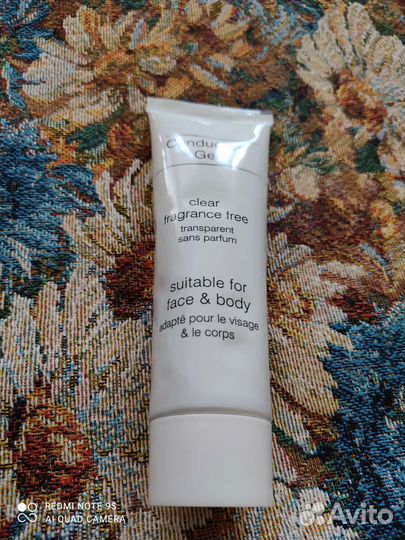 Gel
clear
fragrance free
transparent
sans parfum
suitable for
face & body
adapté pour le visage
& le corps
REDMI NOTE 9S
AI QUAD CAMERA
Avito